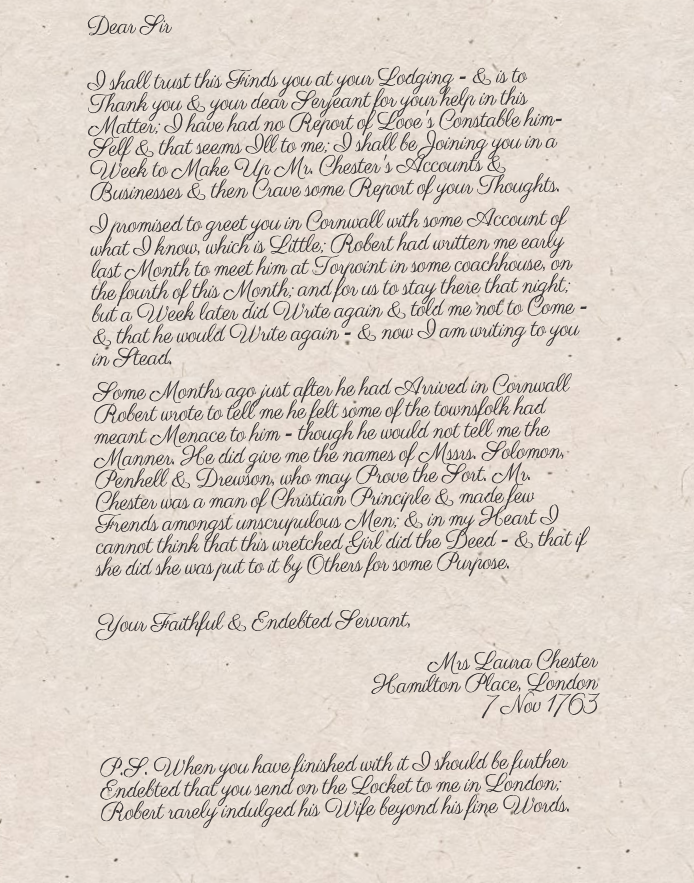 Dear Sir
I shall trust this Finds you at your Lodging - & is to
Thank you & your dear Serjeant for your help in this
Matter; I have had no Report of Looe's Constable him-
Self & that seems Ill to me; I shall be Joining you in a
Week to Make Up Mr. Chester's Accounts &
Businesses & then Crave some Report of your Thoughts.
I promised to greet you in Cornwall with some Account of
what I know, which is Little; Robert had written me early
last Month to meet him at Torpoint in some coachhouse, on
the fourth of this Month; and for us to stay there that night;
but a Week later did Write again & told me not to Come -
&, that he would Write again - & now I am writing to you
in Stead.
Some Months ago just after he had Arrived in Cornwall
Robert wrote to tell me he felt some of the townsfolk had
meant Menace to him - though he would not tell me the
Manner. He did give me the names of Mssrs. Solomon,
Penhell & Drewson, who may Prove the Sort. Mr.
Chester was a man of Christian Principle & made few
Frends amongst unscrupulous Men; & in my Heart I
cannot think that this wretched Girl did the Deed - & that if
she did she was put to it by Others for some Purpose.
Your Faithful & Endebted Servant,
Mrs Laura Chester
Hamilton Place, London
7 Nov 1763
P.S. When you have finished with it I should be further
Endebted that you send on the Locket to me in London;
Robert rarely indulged his Wife beyond his fine Words.